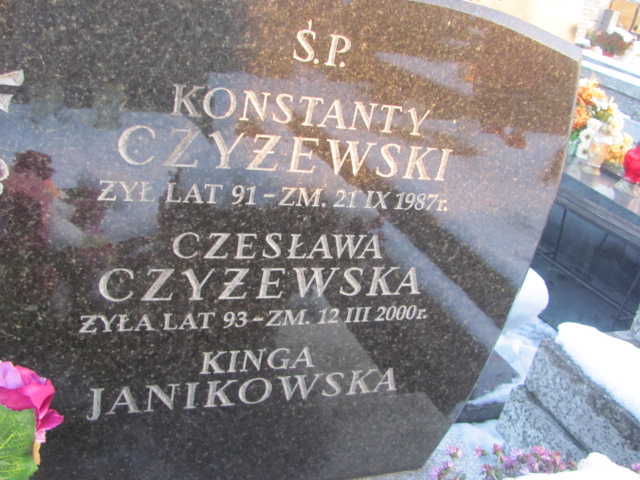 Ś.P.
KONSTANTY
CZYŻEWSKI
ŻYŁ LAT 91 – ZM. 21 IX 1987r.
CZESŁAWA
CZYŻEWSKA
ŻYŁA LAT 93 – ZM. 12 III 2000r.
KINGA
JANIKOWSKA